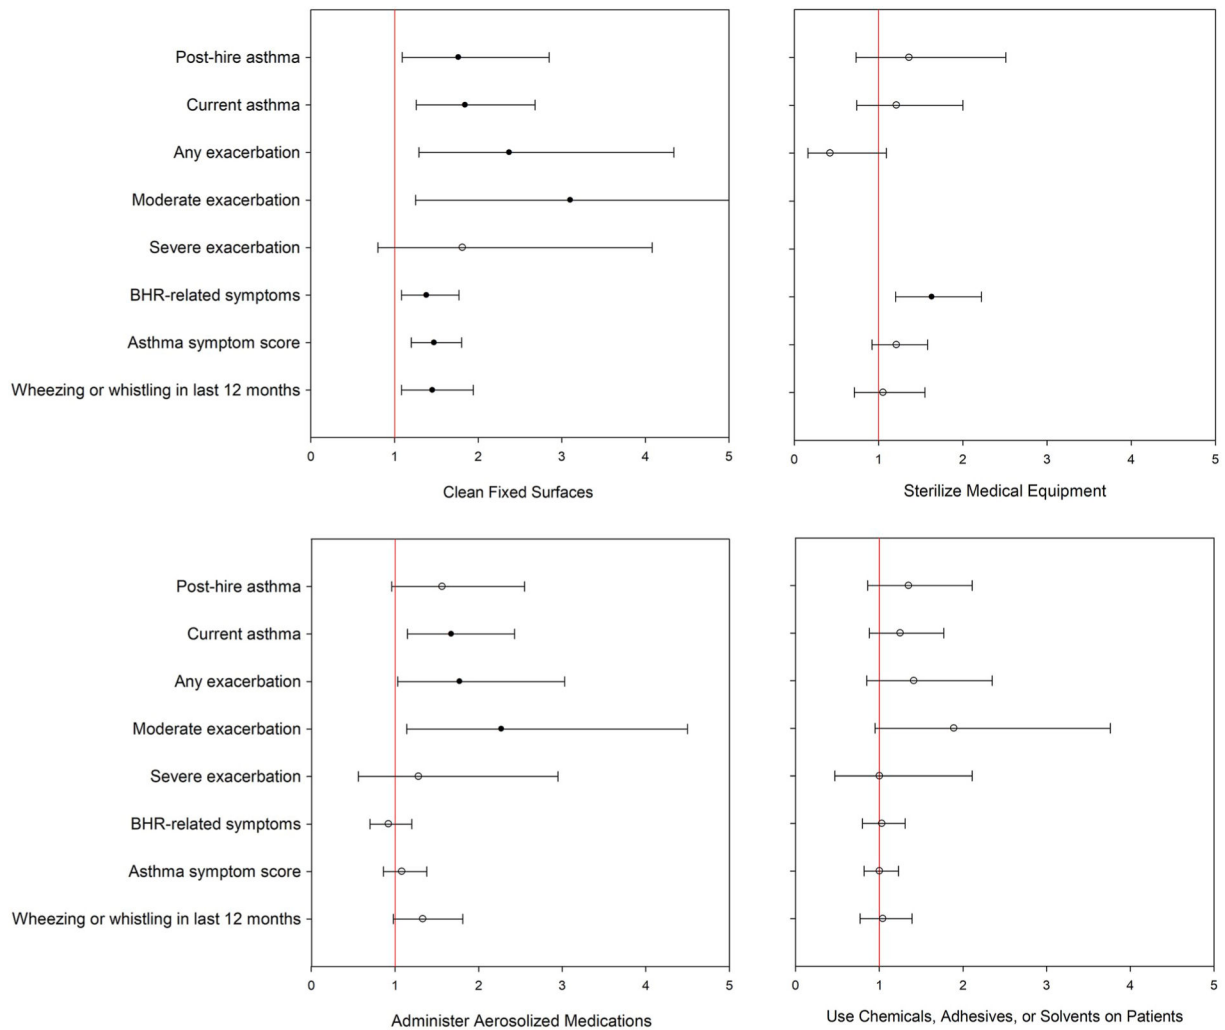 Post-hire asthma
Current asthma
Any exacerbation
Moderate exacerbation
Severe exacerbation
BHR-related symptoms
Asthma symptom score
Wheezing or whistling in last 12 months
0 1 2 3 4 5
Clean Fixed Surfaces
0 1 2 3 4 5
Sterilize Medical Equipment
Post-hire asthma
Current asthma
Any exacerbation
Moderate exacerbation
Severe exacerbation
BHR-related symptoms
Asthma symptom score
Wheezing or whistling in last 12 months
0 1 2 3 4 5
Administer Aerosolized Medications
0 1 2 3 4 5
Use Chemicals, Adhesives, or Solvents on Patients